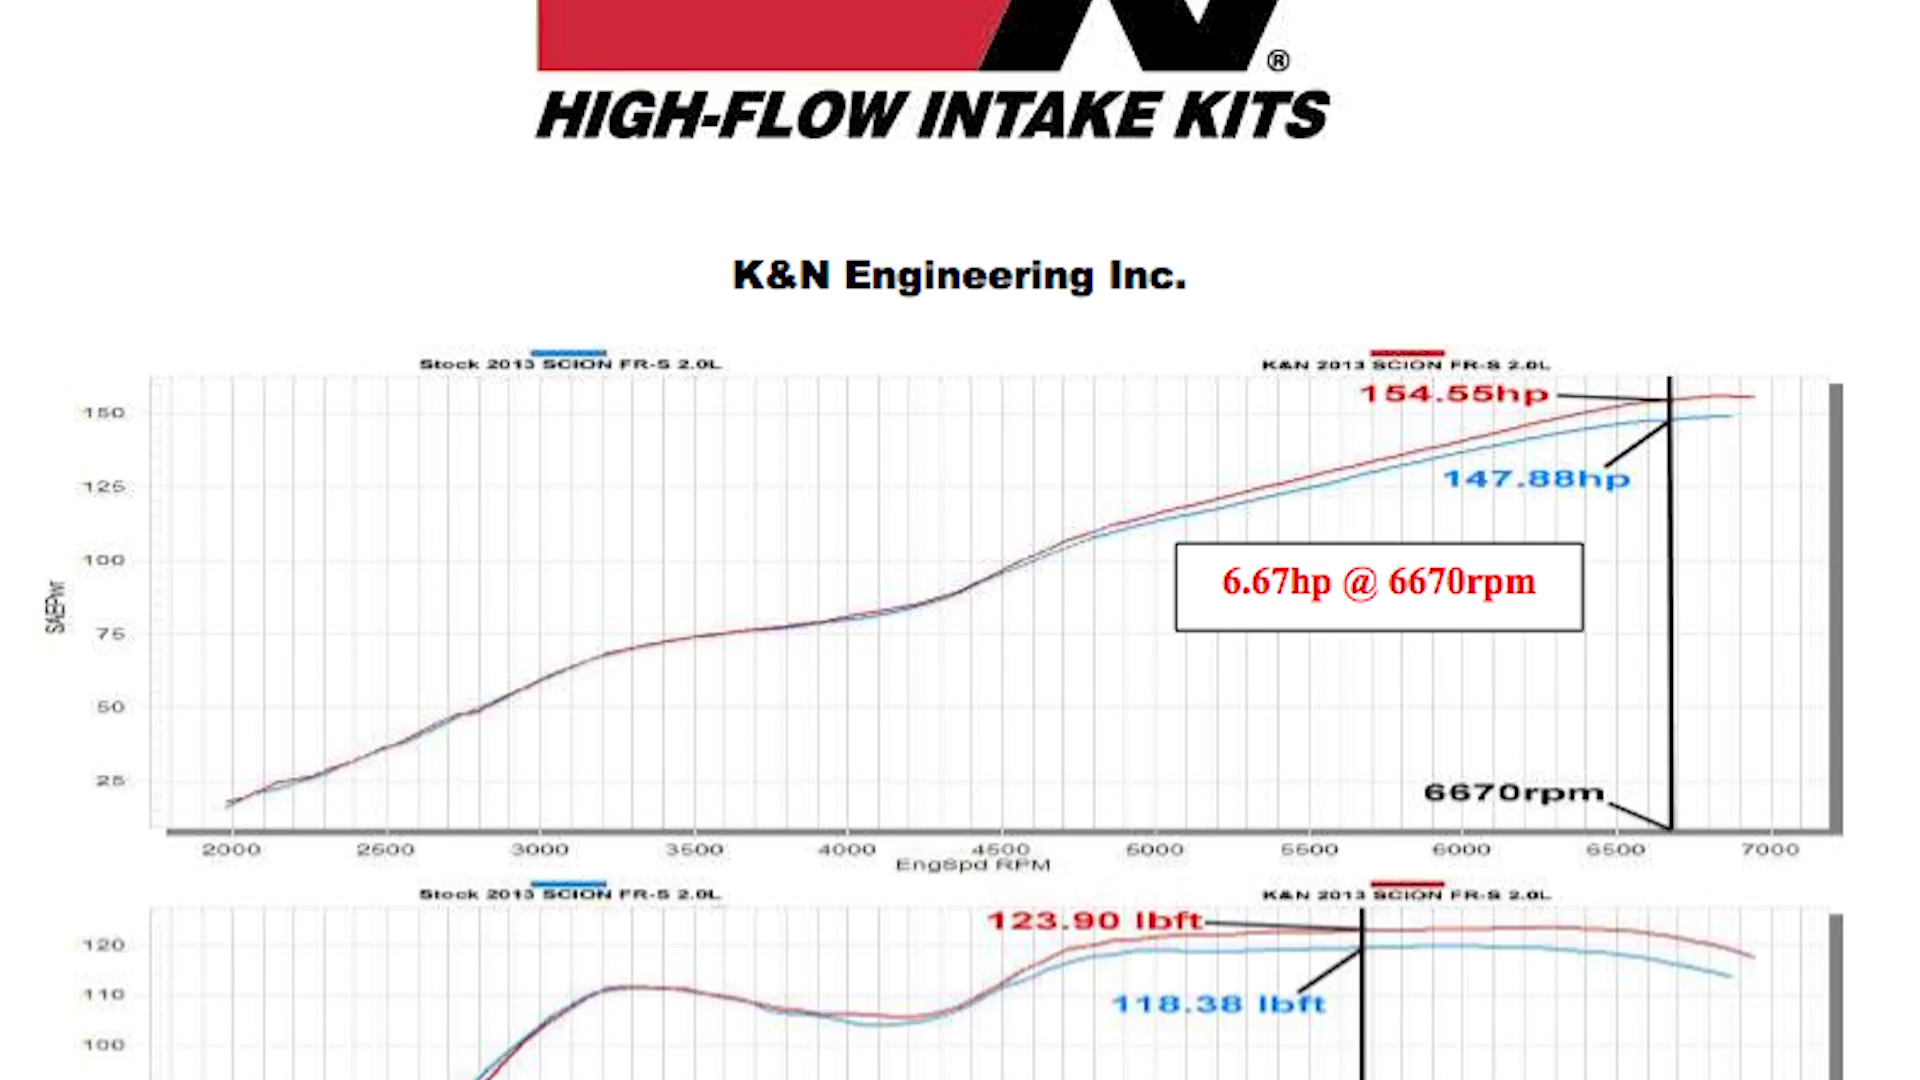 N®
HIGH-FLOW INTAKE KITS
K&N Engineering Inc.
Stock 2013 SCION FR-S 2.0L
K&N 2013 SCION FR-S 2.0L
154.55hp
150
147.88hp
125
6.67hp @ 6670rpm
100
SAEPwr
75
50
25
6670rpm
2000 2500 3000 3500 4000 4500 5000 5500 6000 6500 7000
EngSpd RPM
Stock 2013 SCION FR-S 2.0L
K&N 2013 SCION FR-S 2.0L
123.90 lbft
120
118.38 lbft
110
100